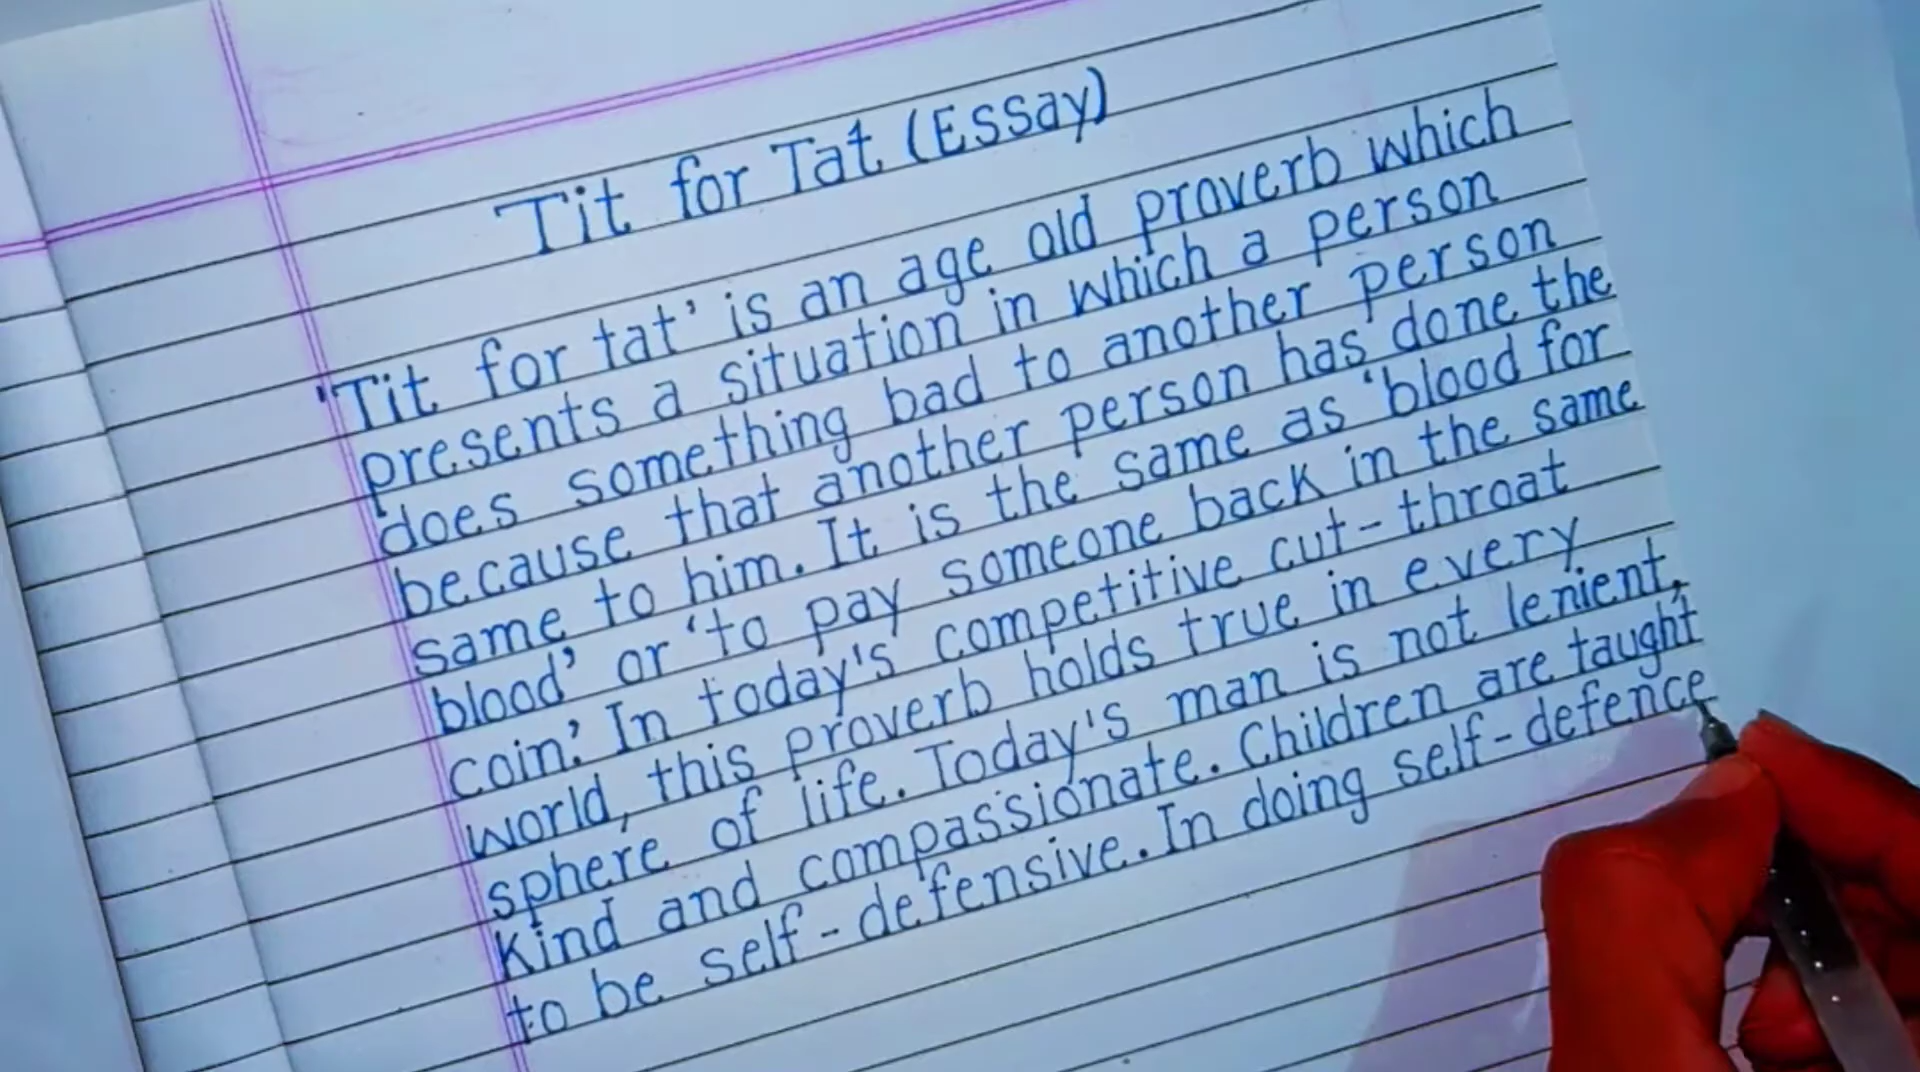 Tit for Tat (Essay)
'Tit for tat' is an age old proverb which
presents a situation in which a person
does something bad to another person
because that another person has done the
same to him. It is the same as 'blood for
blood' or 'to pay someone back in the same
coin.' In today's competitive cut-throat
world, this proverb holds true in every
sphere of life. Today's man is not lenient,
kind and compassionate. Children are taught
to be self-defensive. In doing self-defence